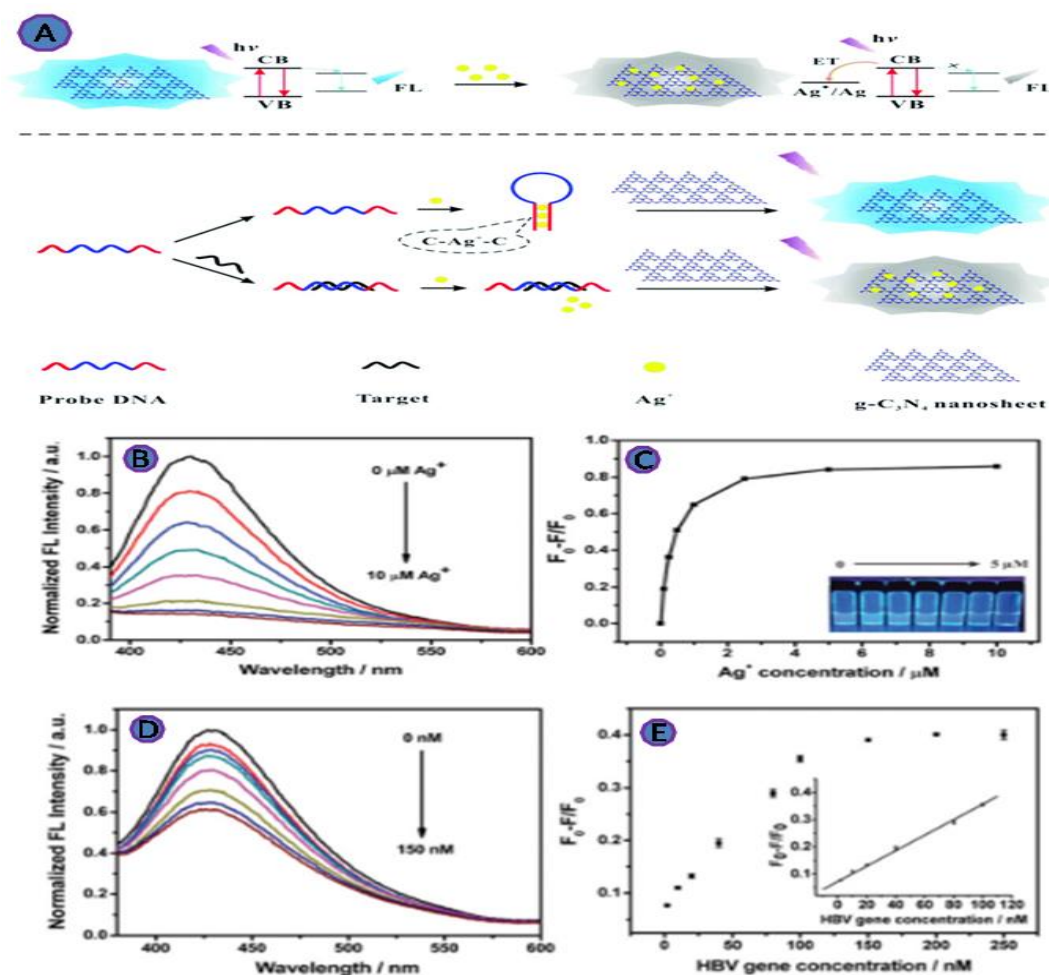 A
hν
CB
VB
FL
hν
ET
CB
×
Ag⁺/Ag
VB
FL
C-Ag⁺-C
Probe DNA
Target
Ag⁺
g-C₃N₄ nanosheet
B
Normalized FL Intensity / a.u.
1.0
0.8
0.6
0.4
0.2
0.0
0 μM Ag⁺
10 μM Ag⁺
400 450 500 550 600
Wavelength / nm
C
F₀-F/F₀
1.0
0.8
0.6
0.4
0.2
0.0
0
5 μM
0 2 4 6 8 10
Ag⁺ concentration / μM
D
Normalized FL Intensity / a.u.
1.0
0.8
0.6
0.4
0.2
0.0
0 nM
150 nM
400 450 500 550 600
Wavelength / nm
E
F₀-F/F₀
0.4
0.3
0.2
0.1
F₀-F/F₀
0.4
0.3
0.2
0.1
0 20 40 60 80 100 120
HBV gene concentration / nM
0 50 100 150 200 250
HBV gene concentration / nM